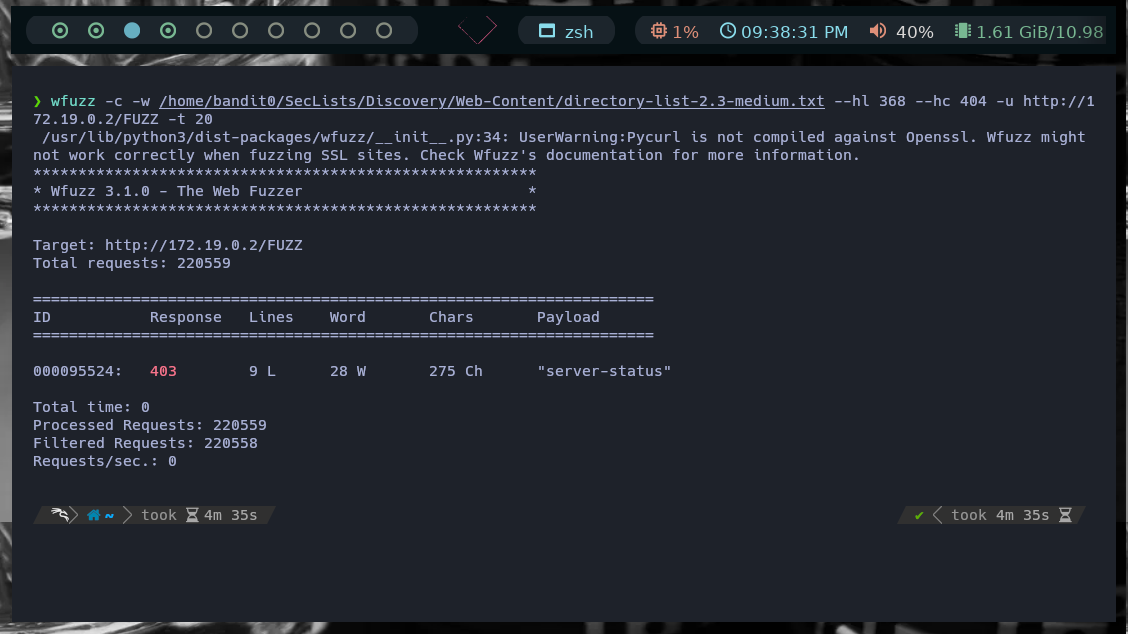 zsh
1%
09:38:31 PM
40%
1.61 GiB/10.98
❯ wfuzz -c -w /home/bandit0/SecLists/Discovery/Web-Content/directory-list-2.3-medium.txt --hl 368 --hc 404 -u http://1
72.19.0.2/FUZZ -t 20
/usr/lib/python3/dist-packages/wfuzz/__init__.py:34: UserWarning:Pycurl is not compiled against Openssl. Wfuzz might
not work correctly when fuzzing SSL sites. Check Wfuzz's documentation for more information.
********************************************************
* Wfuzz 3.1.0 - The Web Fuzzer                         *
********************************************************
Target: http://172.19.0.2/FUZZ
Total requests: 220559
=====================================================================
ID           Response   Lines    Word       Chars       Payload
=====================================================================
000095524:   403        9 L      28 W       275 Ch      "server-status"
Total time: 0
Processed Requests: 220559
Filtered Requests: 220558
Requests/sec.: 0
~ took 4m 35s
✔ took 4m 35s